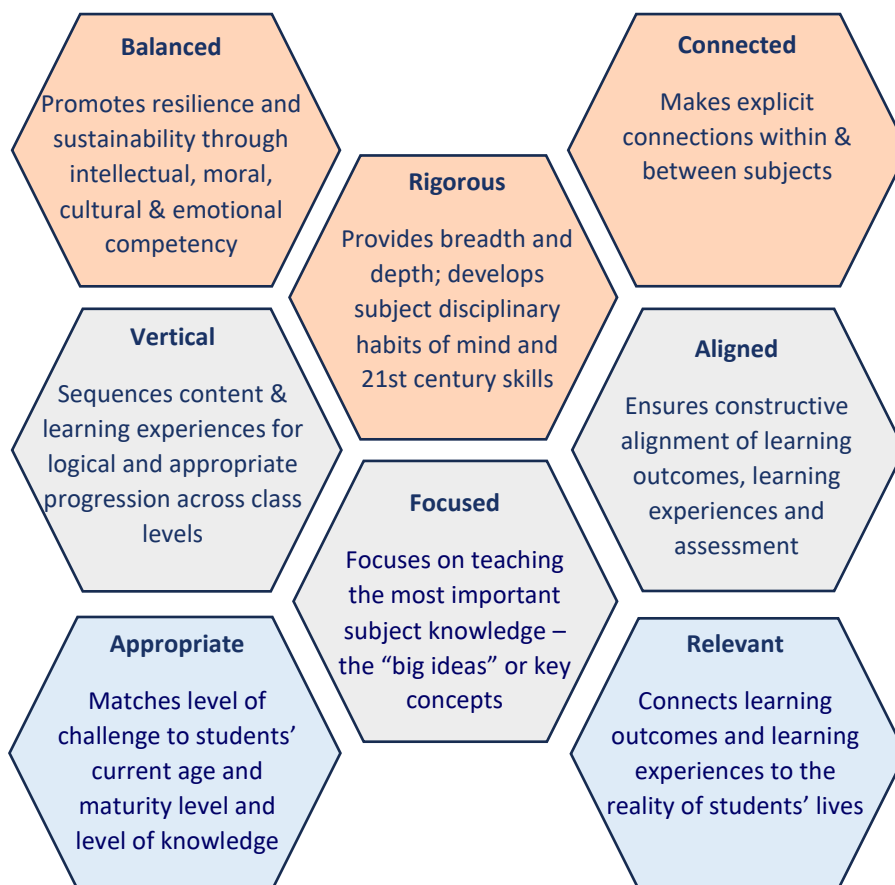 Balanced
Promotes resilience and
sustainability through
intellectual, moral,
cultural & emotional
competency
Connected
Makes explicit
connections within &
between subjects
Rigorous
Provides breadth and
depth; develops
subject disciplinary
habits of mind and
21st century skills
Vertical
Sequences content &
learning experiences for
logical and appropriate
progression across class
levels
Aligned
Ensures constructive
alignment of learning
outcomes, learning
experiences and
assessment
Focused
Focuses on teaching
the most important
subject knowledge –
the “big ideas” or key
concepts
Appropriate
Matches level of
challenge to students’
current age and
maturity level and
level of knowledge
Relevant
Connects learning
outcomes and learning
experiences to the
reality of students’ lives